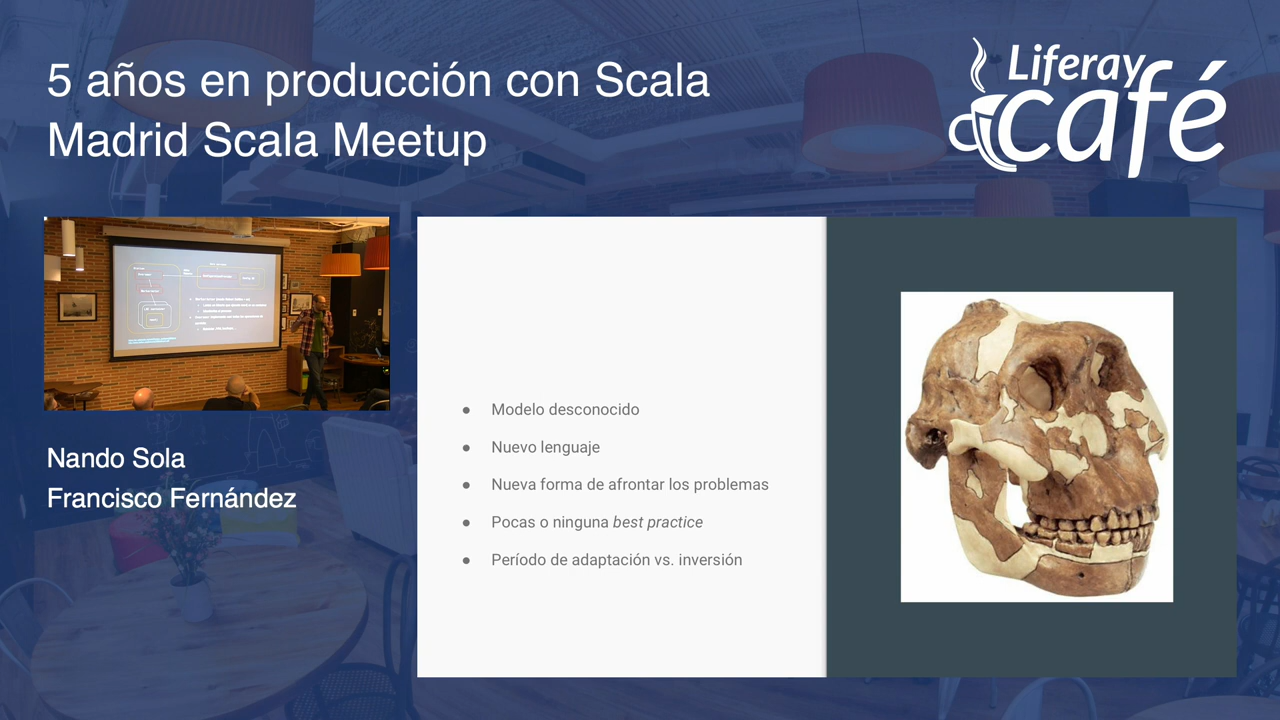 5 años en producción con Scala
Madrid Scala Meetup
Liferay
café
Nando Sola
Francisco Fernández
● Modelo desconocido
● Nuevo lenguaje
● Nueva forma de afrontar los problemas
● Pocas o ninguna best practice
● Período de adaptación vs. inversión